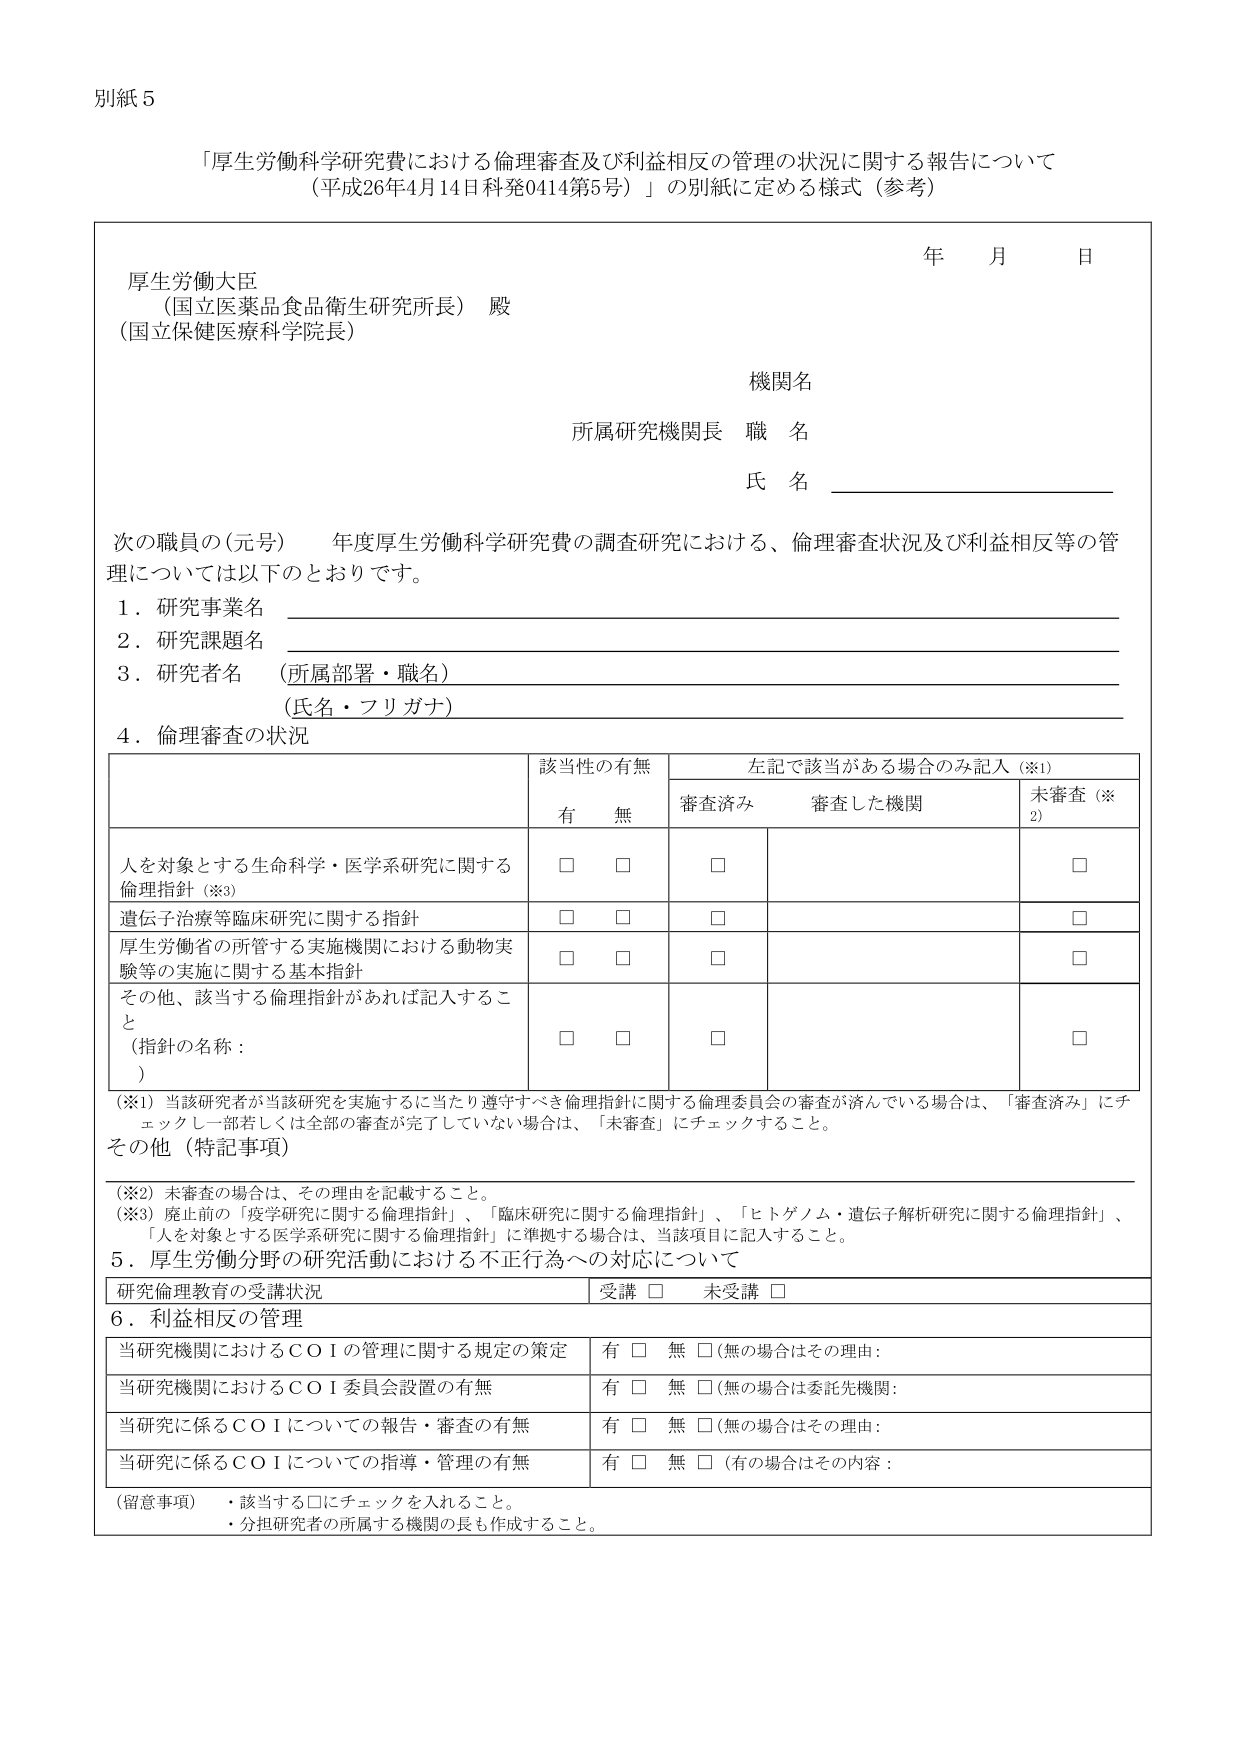 別紙５
「厚生労働科学研究費における倫理審査及び利益相反の管理の状況に関する報告について
（平成26年4月14日科発0414第5号）」の別紙に定める様式（参考）
年　月　日
厚生労働大臣
（国立医薬品食品衛生研究所長）　殿
（国立保健医療科学院長）
機関名
所属研究機関長　職　名
氏　名
次の職員の(元号)　　年度厚生労働科学研究費の調査研究における、倫理審査状況及び利益相反等の管
理については以下のとおりです。
１．研究事業名
２．研究課題名
３．研究者名　（所属部署・職名）
（氏名・フリガナ）
４．倫理審査の状況
該当性の有無　左記で該当がある場合のみ記入（※1）
有　無　審査済み　審査した機関　未審査（※
2）
人を対象とする生命科学・医学系研究に関する
倫理指針（※3）　□　□　□　□
遺伝子治療等臨床研究に関する指針　□　□　□　□
厚生労働省の所管する実施機関における動物実
験等の実施に関する基本指針　□　□　□　□
その他、該当する倫理指針があれば記入するこ
と
（指針の名称：　□　□　□　□
）
（※1）当該研究者が当該研究を実施するに当たり遵守すべき倫理指針に関する倫理委員会の審査が済んでいる場合は、「審査済み」にチ
ェックし一部若しくは全部の審査が完了していない場合は、「未審査」にチェックすること。
その他（特記事項）
（※2）未審査の場合は、その理由を記載すること。
（※3）廃止前の「疫学研究に関する倫理指針」、「臨床研究に関する倫理指針」、「ヒトゲノム・遺伝子解析研究に関する倫理指針」、
「人を対象とする医学系研究に関する倫理指針」に準拠する場合は、当該項目に記入すること。
５．厚生労働分野の研究活動における不正行為への対応について
研究倫理教育の受講状況　受講 □　未受講 □
６．利益相反の管理
当研究機関におけるＣＯＩの管理に関する規定の策定　有 □　無 □(無の場合はその理由：
当研究機関におけるＣＯＩ委員会設置の有無　有 □　無 □(無の場合は委託先機関：
当研究に係るＣＯＩについての報告・審査の有無　有 □　無 □(無の場合はその理由：
当研究に係るＣＯＩについての指導・管理の有無　有 □　無 □（有の場合はその内容：
（留意事項）　・該当する□にチェックを入れること。
・分担研究者の所属する機関の長も作成すること。